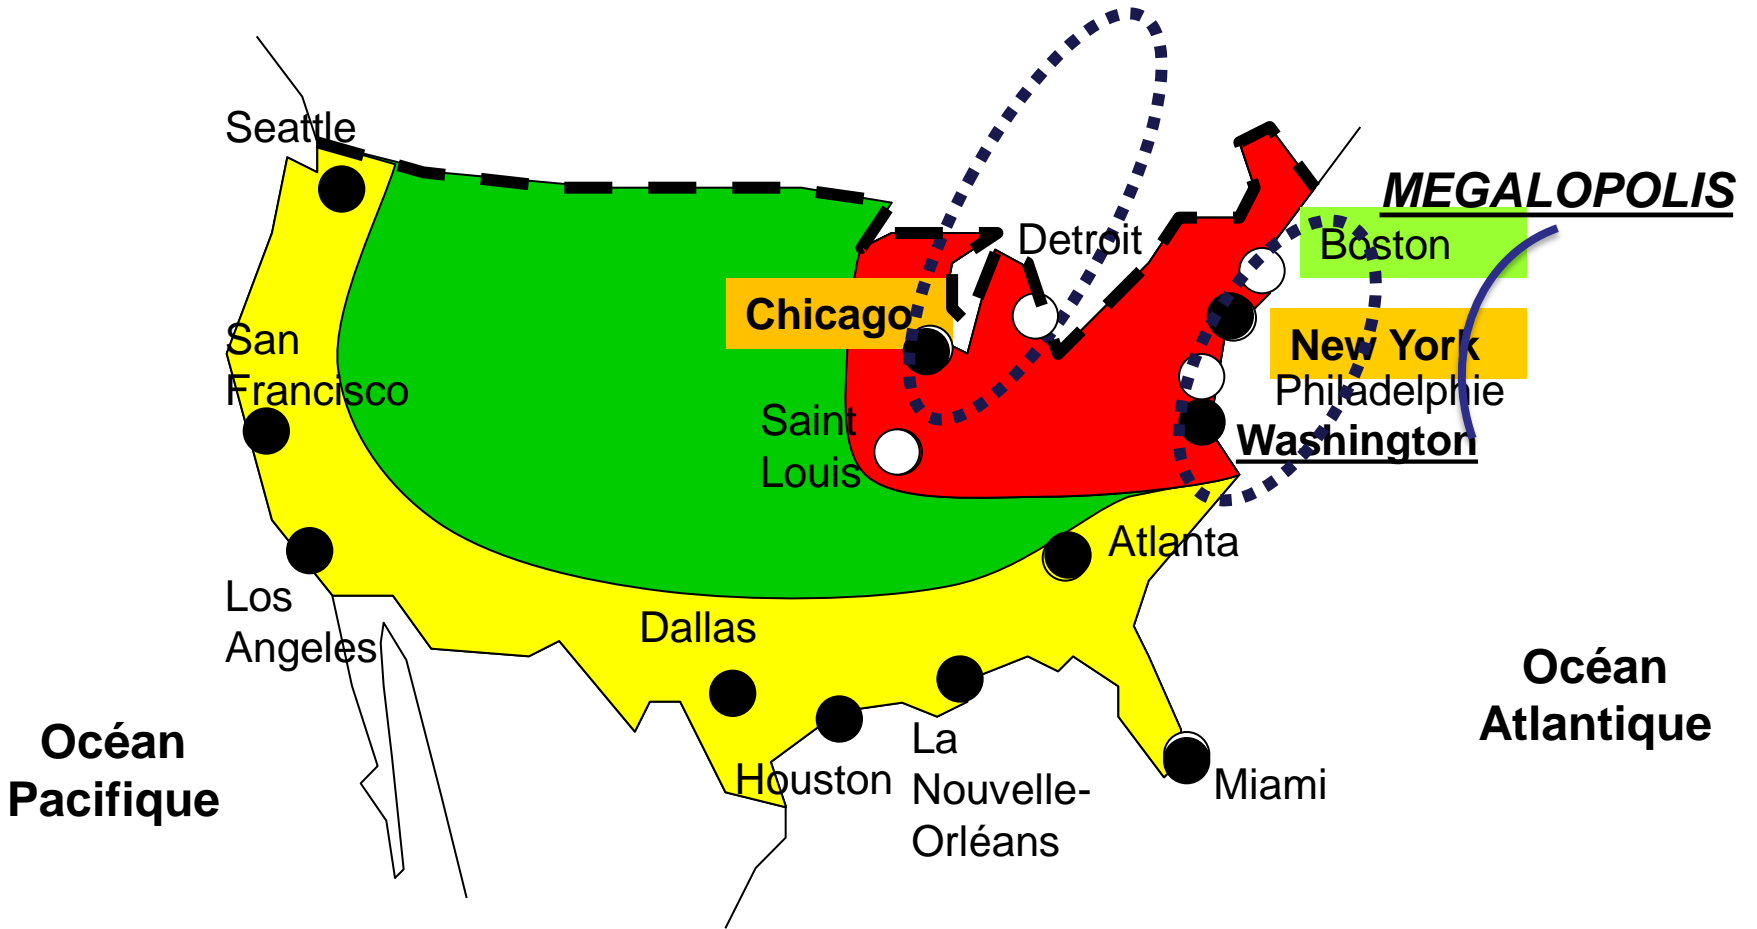 Seattle
MEGALOPOLIS
Detroit
Boston
Chicago
San
Francisco
New York
Philadelphie
Saint
Louis
Washington
Atlanta
Los
Angeles
Dallas
Océan
Atlantique
Océan
Pacifique
Houston
La
Nouvelle-
Orléans
Miami